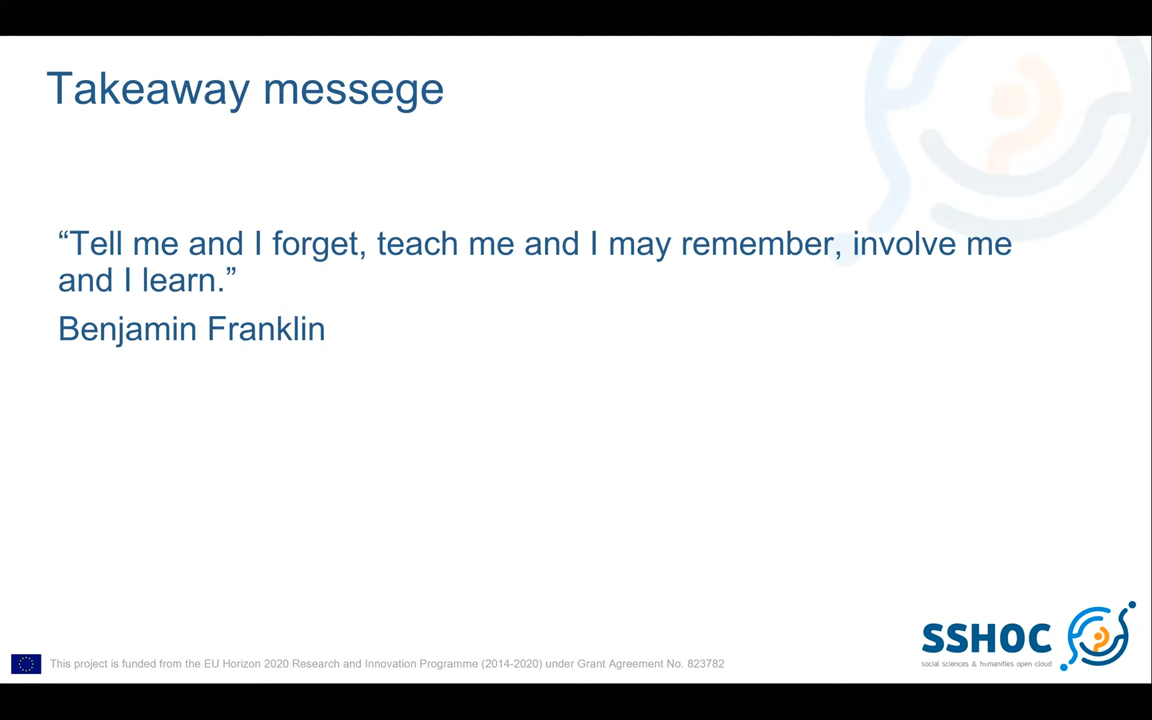 Takeaway messege
“Tell me and I forget, teach me and I may remember, involve me
and I learn.”
Benjamin Franklin
SSHOC
social sciences & humanities open cloud
This project is funded from the EU Horizon 2020 Research and Innovation Programme (2014-2020) under Grant Agreement No. 823782